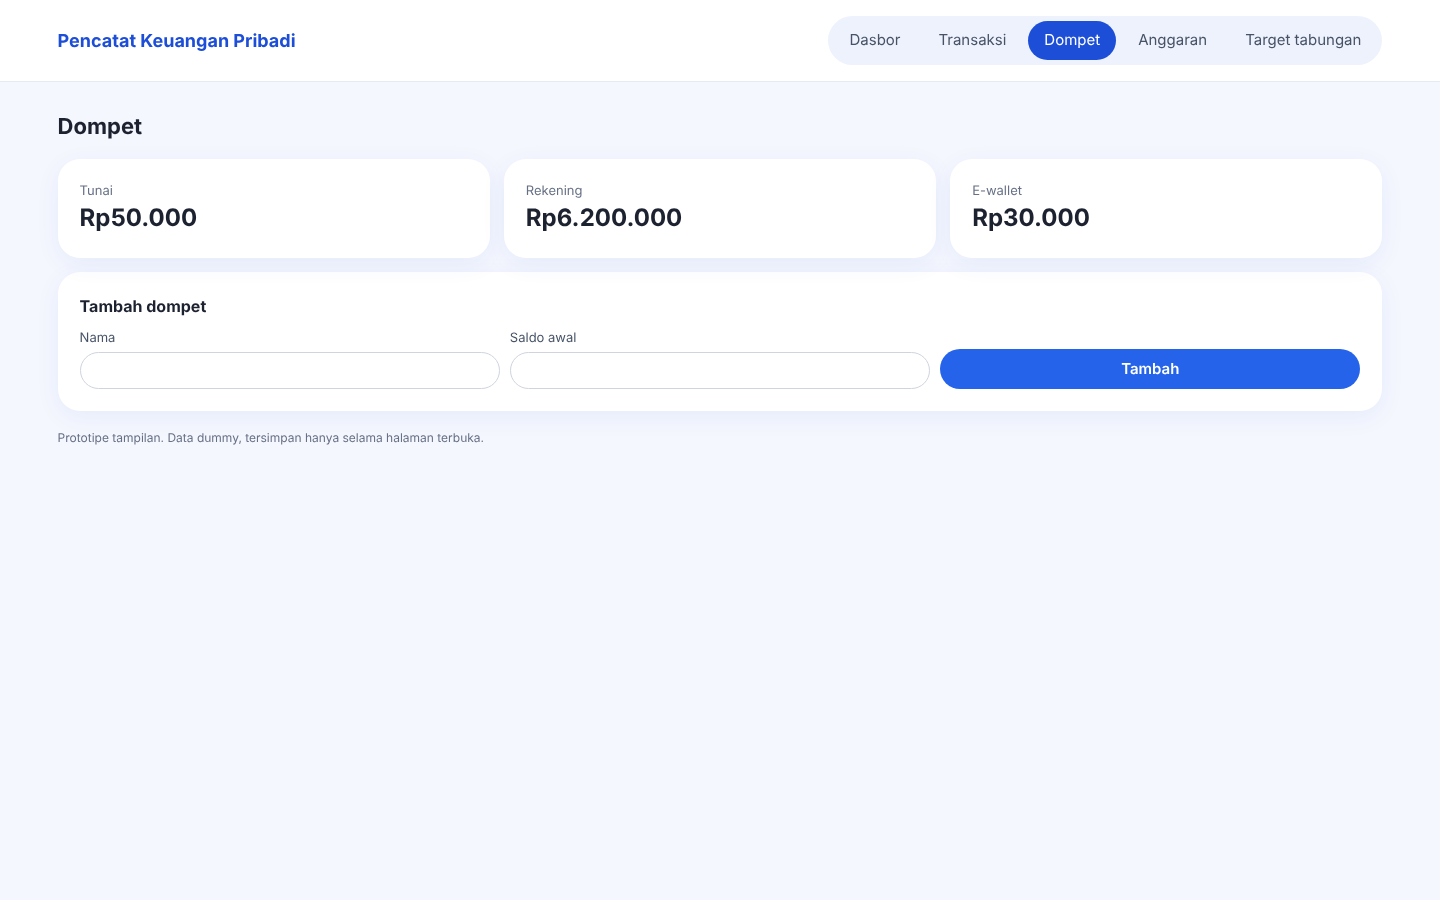 Pencatat Keuangan Pribadi
Dasbor Transaksi Dompet Anggaran Target tabungan
Dompet
Tunai
Rp50.000
Rekening
Rp6.200.000
E-wallet
Rp30.000
Tambah dompet
Nama
Saldo awal
Tambah
Prototipe tampilan. Data dummy, tersimpan hanya selama halaman terbuka.